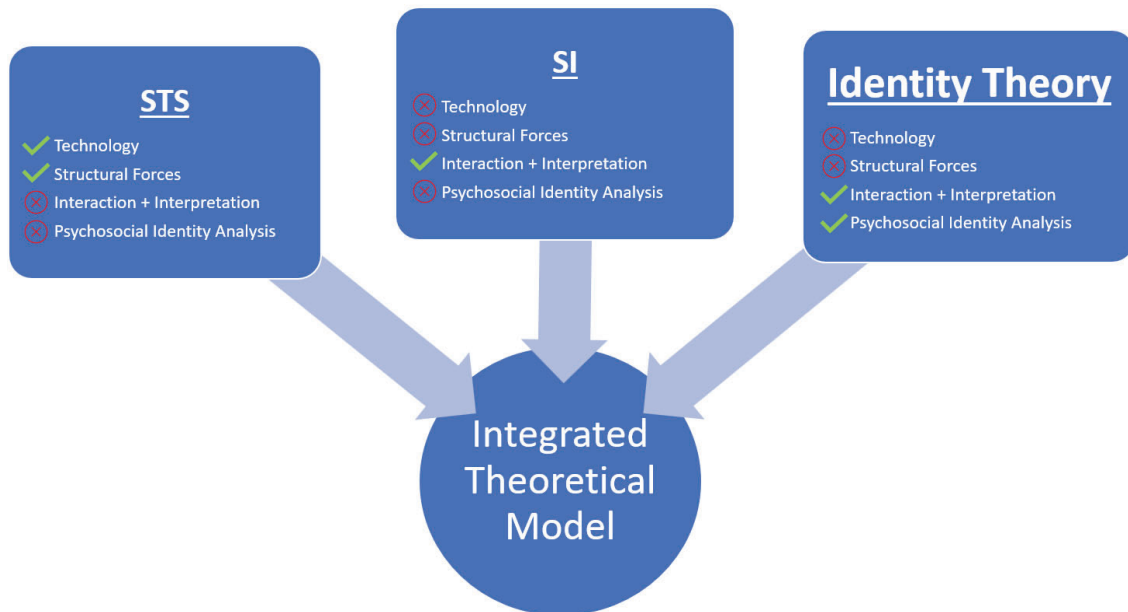 STS
Technology
Structural Forces
Interaction + Interpretation
Psychosocial Identity Analysis
SI
Technology
Structural Forces
Interaction + Interpretation
Psychosocial Identity Analysis
Identity Theory
Technology
Structural Forces
Interaction + Interpretation
Psychosocial Identity Analysis
Integrated
Theoretical
Model